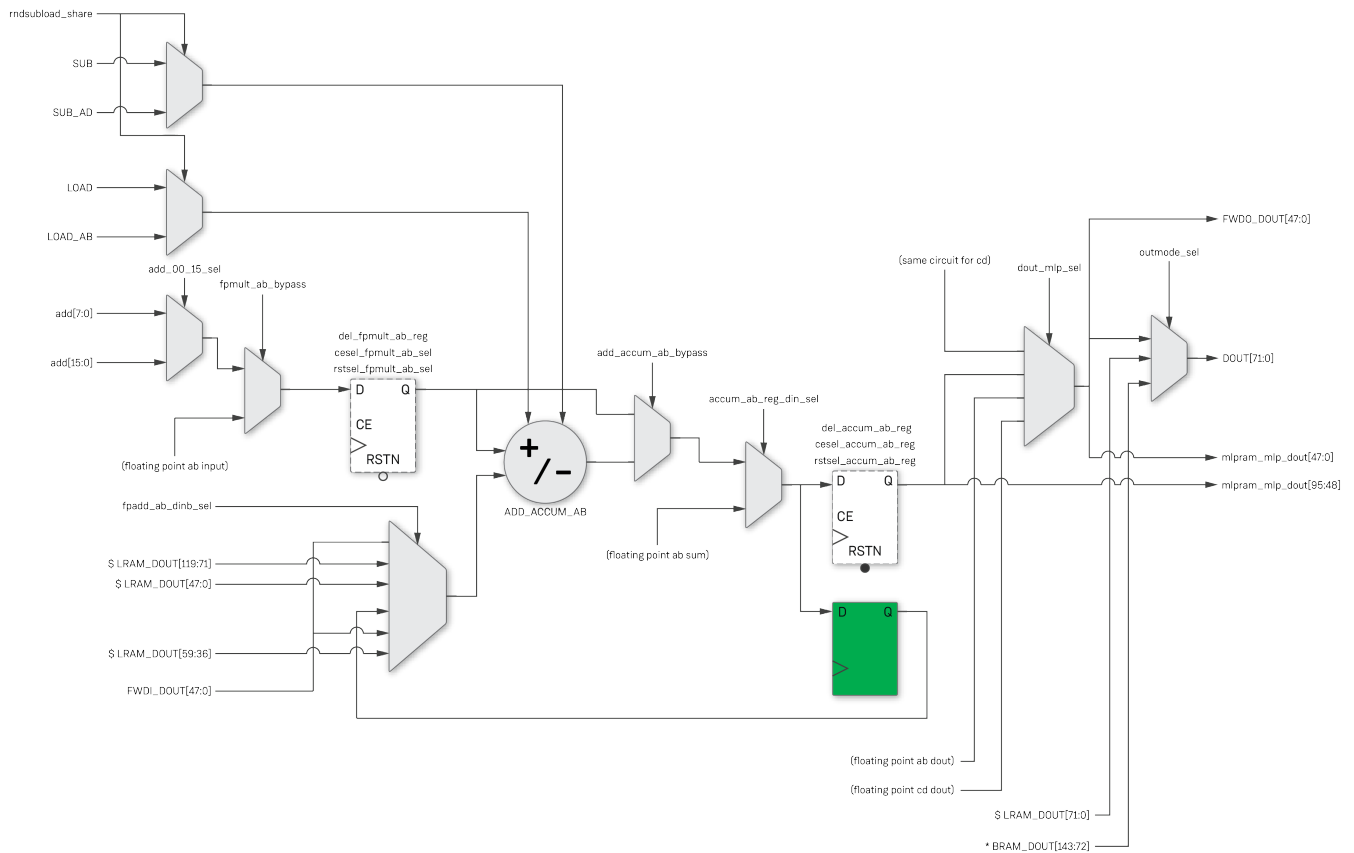 rndsubload_share
SUB
SUB_AD
LOAD
LOAD_AB
FWDO_DOUT[47:0]
add_00_15_sel
fpmult_ab_bypass
(same circuit for cd)
dout_mlp_sel
outmode_sel
add[7:0]
add[15:0]
del_fpmult_ab_reg
cesel_fpmult_ab_sel
rstsel_fpmult_ab_sel
add_accum_ab_bypass
DOUT[71:0]
D Q
CE
RSTN
accum_ab_reg_din_sel
+
/ -
ADD_ACCUM_AB
del_accum_ab_reg
cesel_accum_ab_reg
rstsel_accum_ab_reg
(floating point ab input)
mlpram_mlp_dout[47:0]
mlpram_mlp_dout[95:48]
D Q
CE
RSTN
fpadd_ab_dinb_sel
(floating point ab sum)
$ LRAM_DOUT[119:71]
$ LRAM_DOUT[47:0]
D Q
$ LRAM_DOUT[59:36]
FWDI_DOUT[47:0]
(floating point ab dout)
(floating point cd dout)
$ LRAM_DOUT[71:0]
* BRAM_DOUT[143:72]